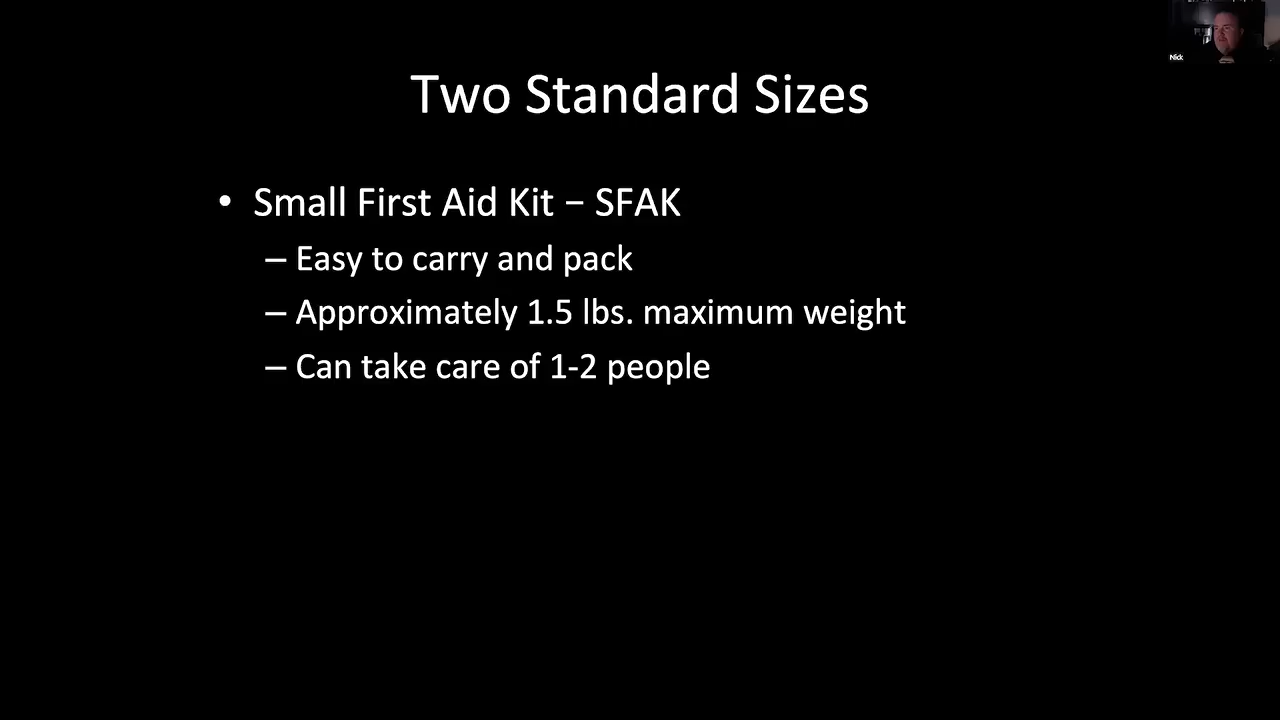 Two Standard Sizes
• Small First Aid Kit – SFAK
– Easy to carry and pack
– Approximately 1.5 lbs. maximum weight
– Can take care of 1-2 people
Nick